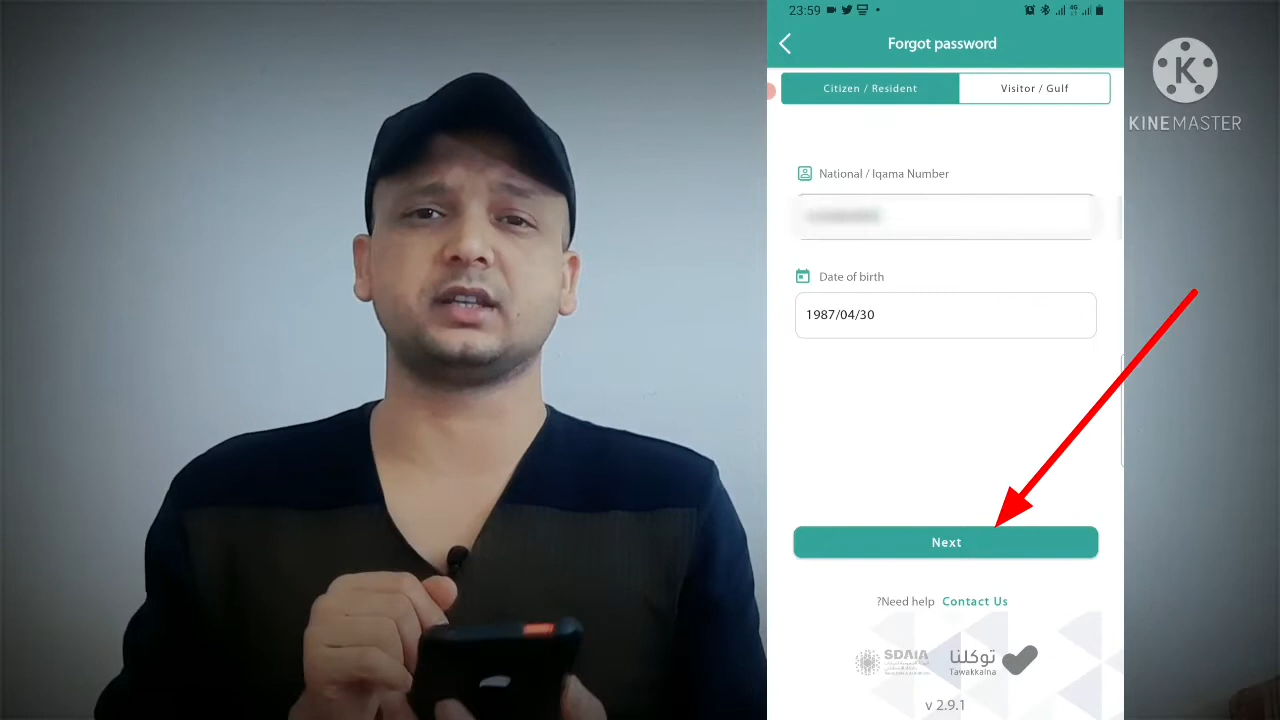 23:59
4G
Forgot password
Citizen / Resident
Visitor / Gulf
K
KINEMASTER
National / Iqama Number
Date of birth
1987/04/30
Next
?Need help Contact Us
SDAIA
توكلنا
Tawakkalna
v 2.9.1